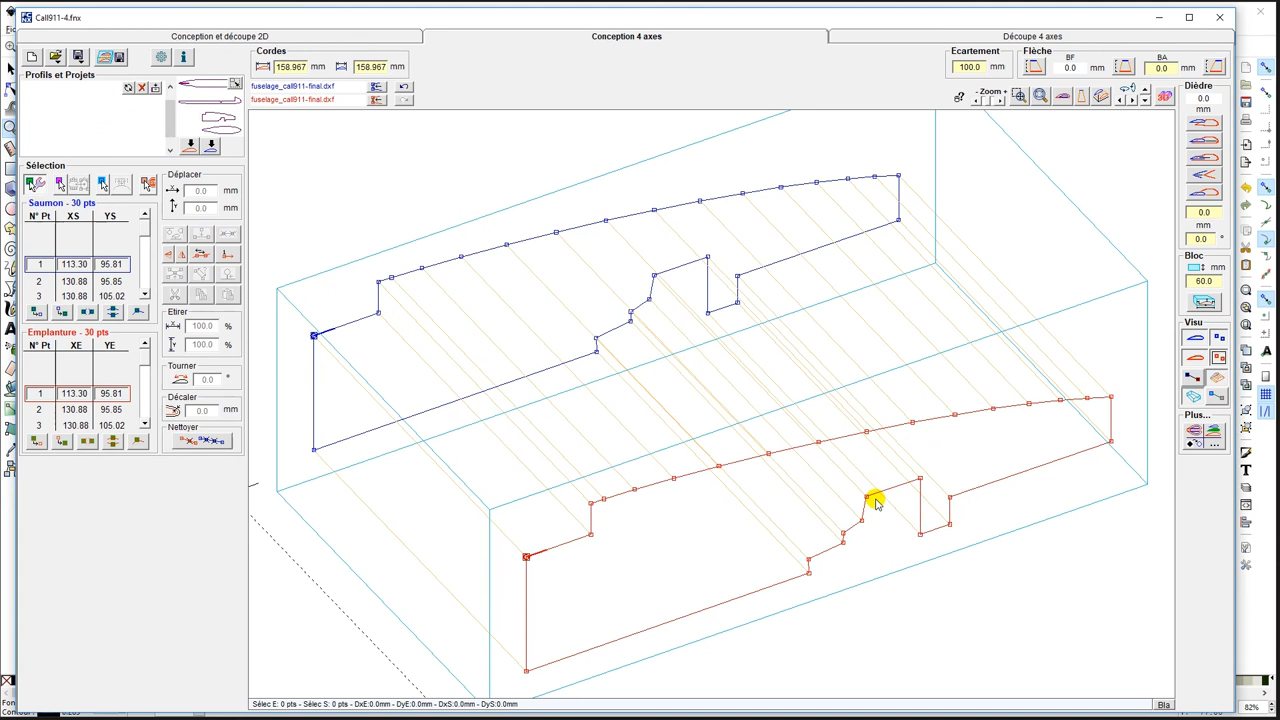 Call911-4.fnx
Conception et découpe 2D
Conception 4 axes
Découpe 4 axes
Cordes
158.967 mm
158.967 mm
Ecartement
100.0 mm
Flèche
BF
0.0 mm
BA
0.0 mm
Profils et Projets
fuselage_call911-final.dxf
fuselage_call911-final.dxf
- Zoom +
Dièdre
0.0
mm
0.0
mm
0.0 °
Bloc
mm
60.0
Visu
Plus...
...
Sélection
Saumon - 30 pts
N° Pt XS YS
1 113.30 95.81
2 130.88 95.85
3 130.88 105.02
Emplanture - 30 pts
N° Pt XE YE
1 113.30 95.81
2 130.88 95.85
3 130.88 105.02
Déplacer
0.0 mm
0.0 mm
Etirer
100.0 %
100.0 %
Tourner
0.0 °
Décaler
0.0 mm
Nettoyer
Sélec E: 0 pts - Sélec S: 0 pts - DxE:0.0mm - DyE:0.0mm - DxS:0.0mm - DyS:0.0mm
Bla
82%